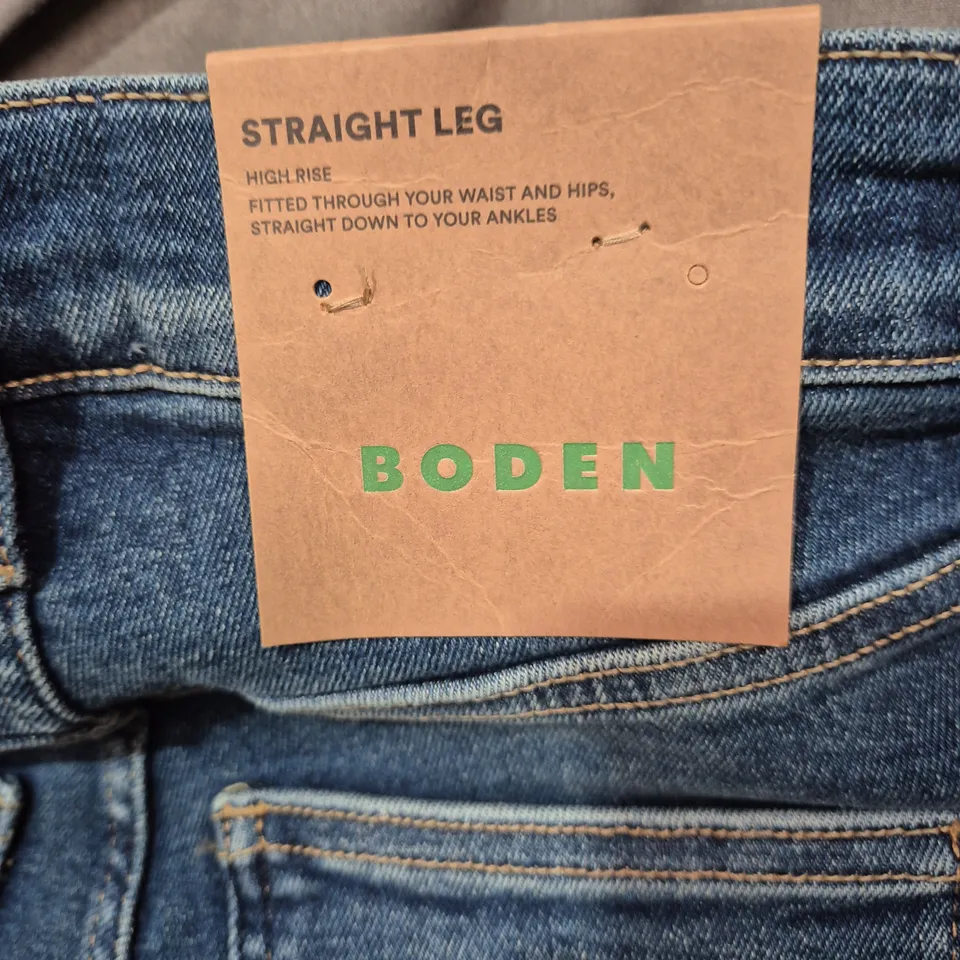 STRAIGHT LEG
HIGH RISE
FITTED THROUGH YOUR WAIST AND HIPS,
STRAIGHT DOWN TO YOUR ANKLES
BODEN